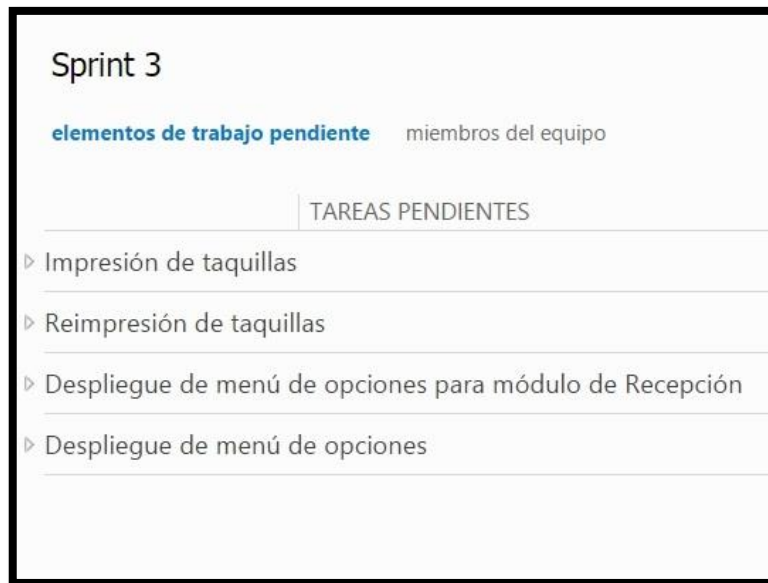 Sprint 3
elementos de trabajo pendiente miembros del equipo
TAREAS PENDIENTES
Impresión de taquillas
Reimpresión de taquillas
Despliegue de menú de opciones para módulo de Recepción
Despliegue de menú de opciones